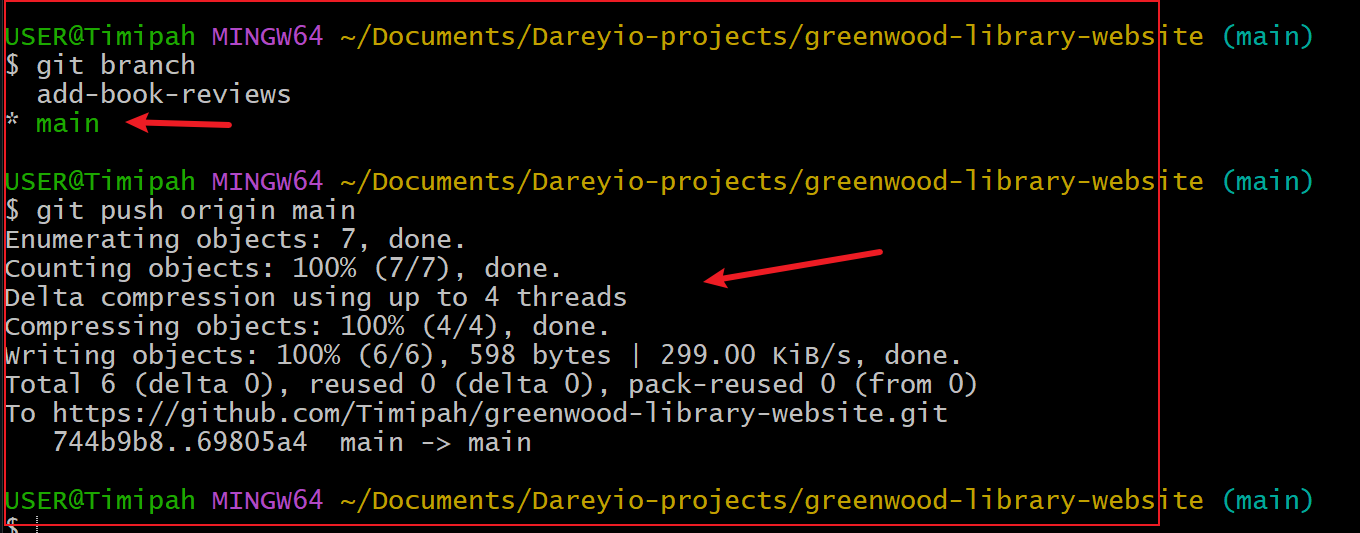 USER@Timipah MINGW64 ~/Documents/Dareyio-projects/greenwood-library-website (main)
$ git branch
  add-book-reviews
* main
USER@Timipah MINGW64 ~/Documents/Dareyio-projects/greenwood-library-website (main)
$ git push origin main
Enumerating objects: 7, done.
Counting objects: 100% (7/7), done.
Delta compression using up to 4 threads
Compressing objects: 100% (4/4), done.
Writing objects: 100% (6/6), 598 bytes | 299.00 KiB/s, done.
Total 6 (delta 0), reused 0 (delta 0), pack-reused 0 (from 0)
To https://github.com/Timipah/greenwood-library-website.git
   744b9b8..69805a4  main -> main
USER@Timipah MINGW64 ~/Documents/Dareyio-projects/greenwood-library-website (main)
$